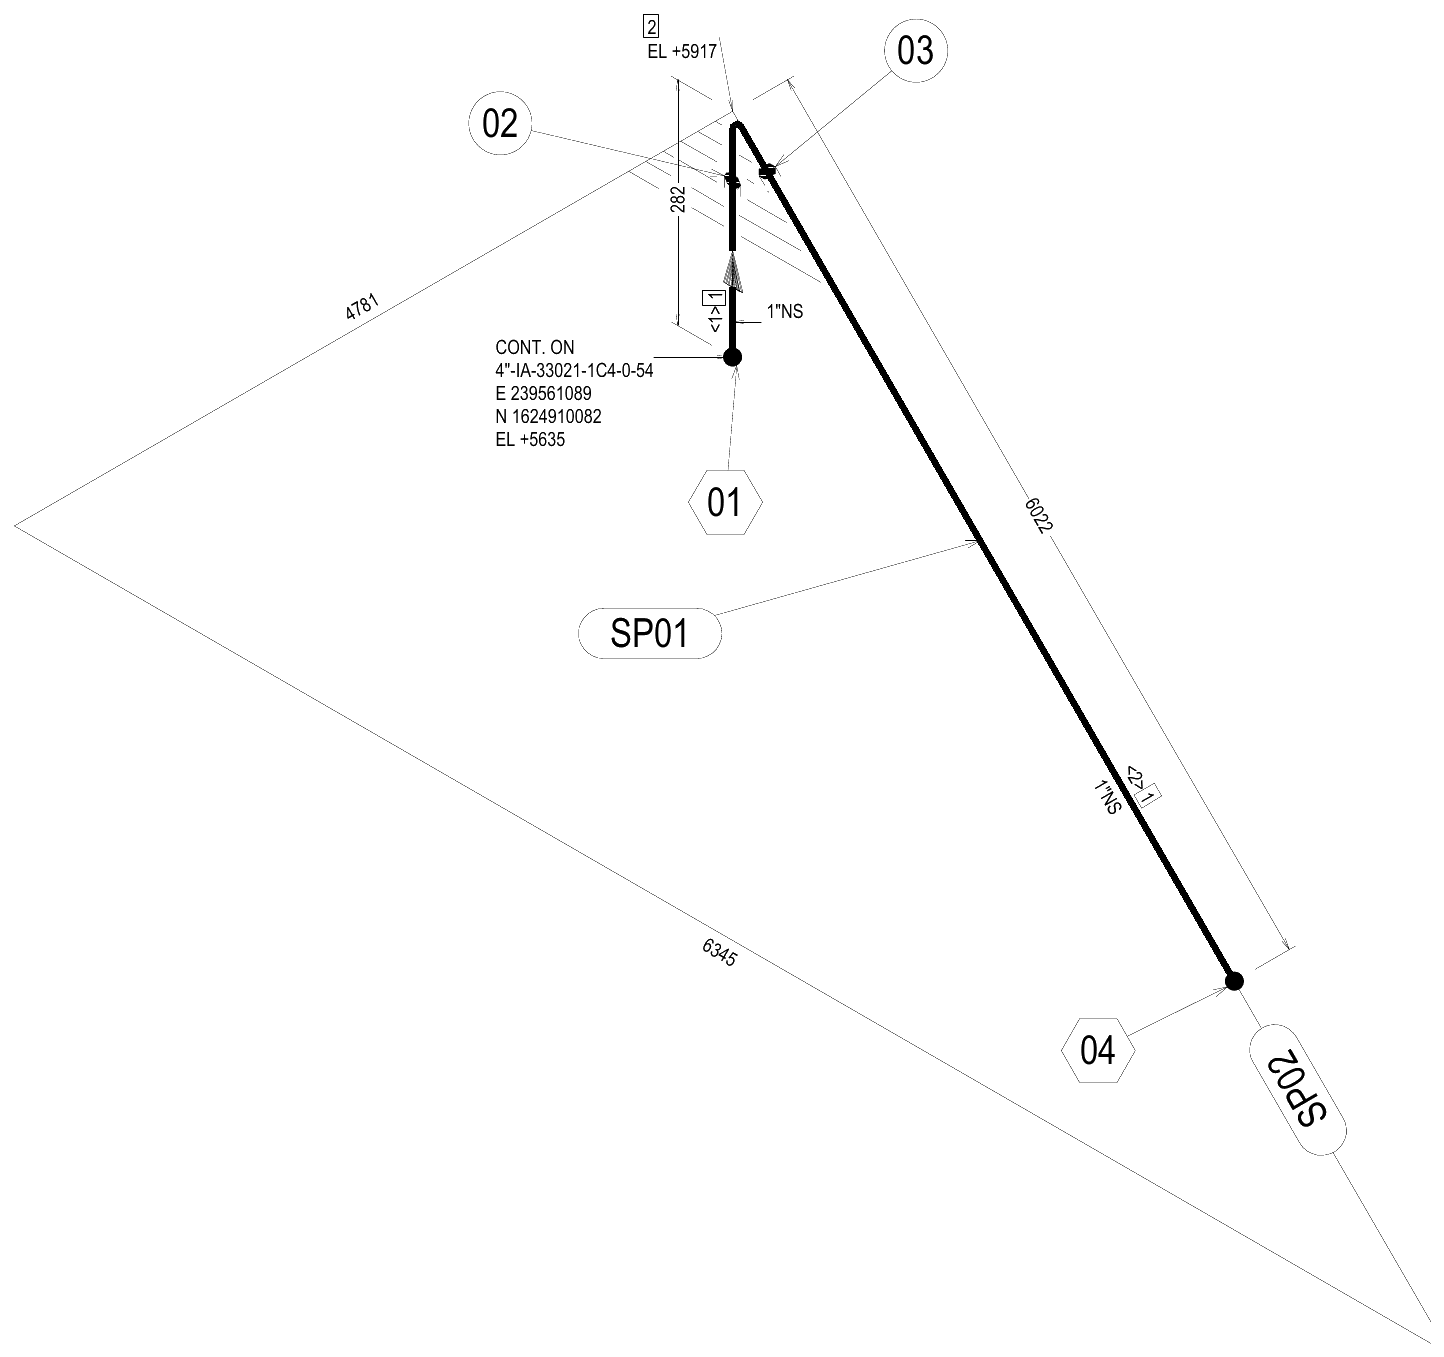 2
EL +5917
03
02
282
4781
<1>1
1"NS
CONT. ON
4"-IA-33021-1C4-0-54
E 239561089
N 1624910082
EL +5635
01
6022
SP01
<2>1
1"NS
6345
04
SP02